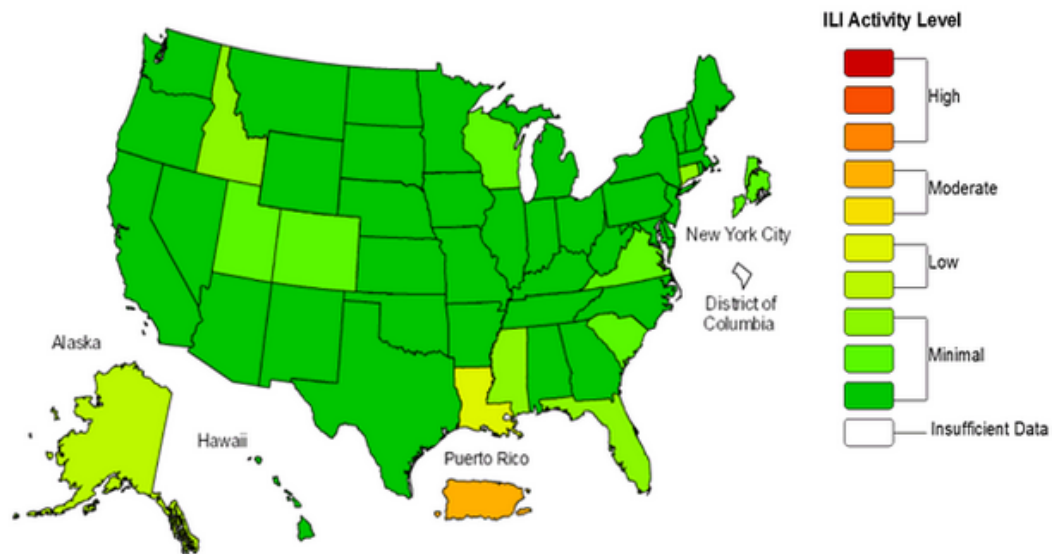 ILI Activity Level
High
Moderate
Low
Minimal
Insufficient Data
New York City
District of
Columbia
Alaska
Hawaii
Puerto Rico